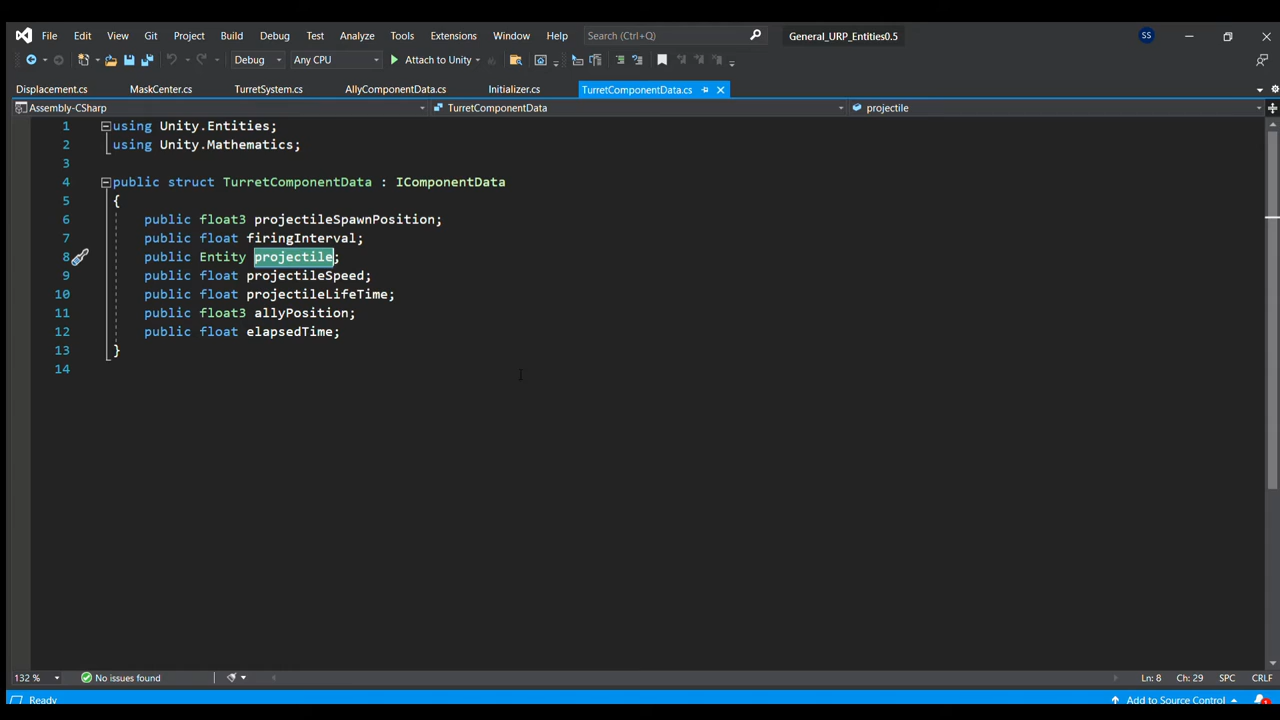 File Edit View Git Project Build Debug Test Analyze Tools Extensions Window Help Search (Ctrl+Q) General_URP_Entities0.5 SS
Debug Any CPU Attach to Unity
Displacement.cs MaskCenter.cs TurretSystem.cs AllyComponentData.cs Initializer.cs TurretComponentData.cs
Assembly-CSharp TurretComponentData projectile
1 using Unity.Entities;
2 using Unity.Mathematics;
3
4 public struct TurretComponentData : IComponentData
5 {
6 public float3 projectileSpawnPosition;
7 public float firingInterval;
8 public Entity projectile;
9 public float projectileSpeed;
10 public float projectileLifeTime;
11 public float3 allyPosition;
12 public float elapsedTime;
13 }
14
132 % No issues found Ln: 8 Ch: 29 SPC CRLF
Ready Add to Source Control 1